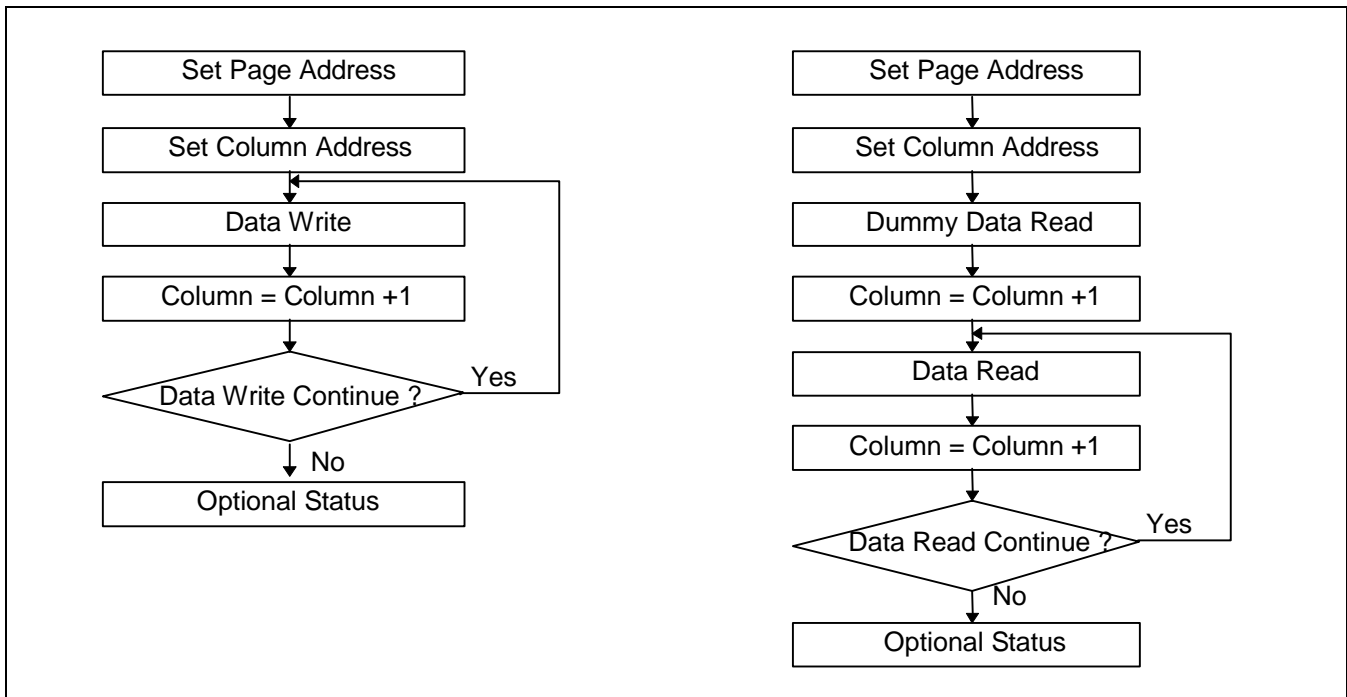 Set Page Address
Set Column Address
Data Write
Column = Column +1
Data Write Continue ?
Yes
No
Optional Status
Set Page Address
Set Column Address
Dummy Data Read
Column = Column +1
Data Read
Column = Column +1
Data Read Continue ?
Yes
No
Optional Status